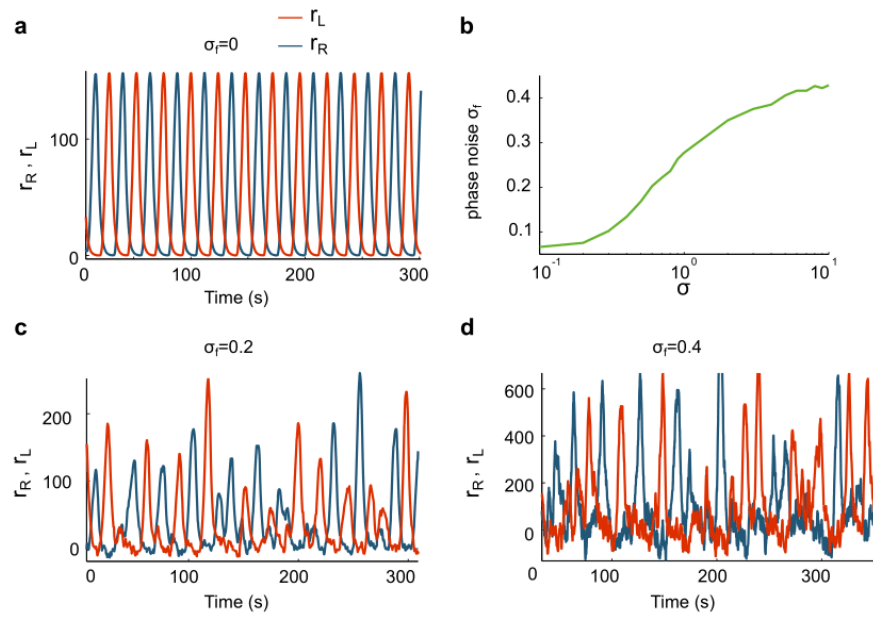 a
r_L
r_R
σ_f=0
r_R , r_L
100
0
0
100
200
300
Time (s)
b
phase noise σ_f
0.4
0.3
0.2
0.1
10^-1
10^0
10^1
σ
c
σ_f=0.2
r_R , r_L
200
100
0
0
100
200
300
Time (s)
d
σ_f=0.4
r_R , r_L
600
400
200
0
0
100
200
300
Time (s)